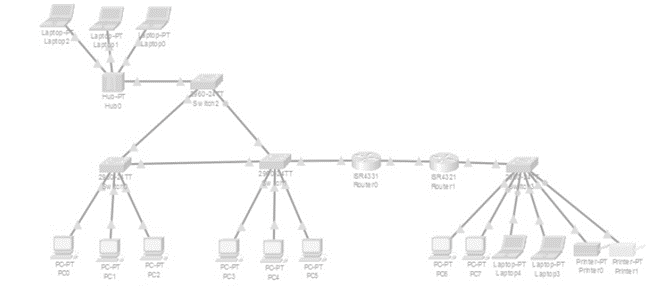 Laptop-PT
Laptop2
Laptop-PT
Laptop1
Laptop-PT
Laptop0
Hub-PT
Hub0
2960-24TT
Switch2
2960-24TT
2960-24TT
ISR4331
Router0
ISR4321
Router1
PC-PT
PC0
PC-PT
PC1
PC-PT
PC2
PC-PT
PC3
PC-PT
PC4
PC-PT
PC5
PC-PT
PC6
PC-PT
PC7
Laptop-PT
Laptop4
Laptop-PT
Laptop3
Printer-PT
Printer0
Printer-PT
Printer1